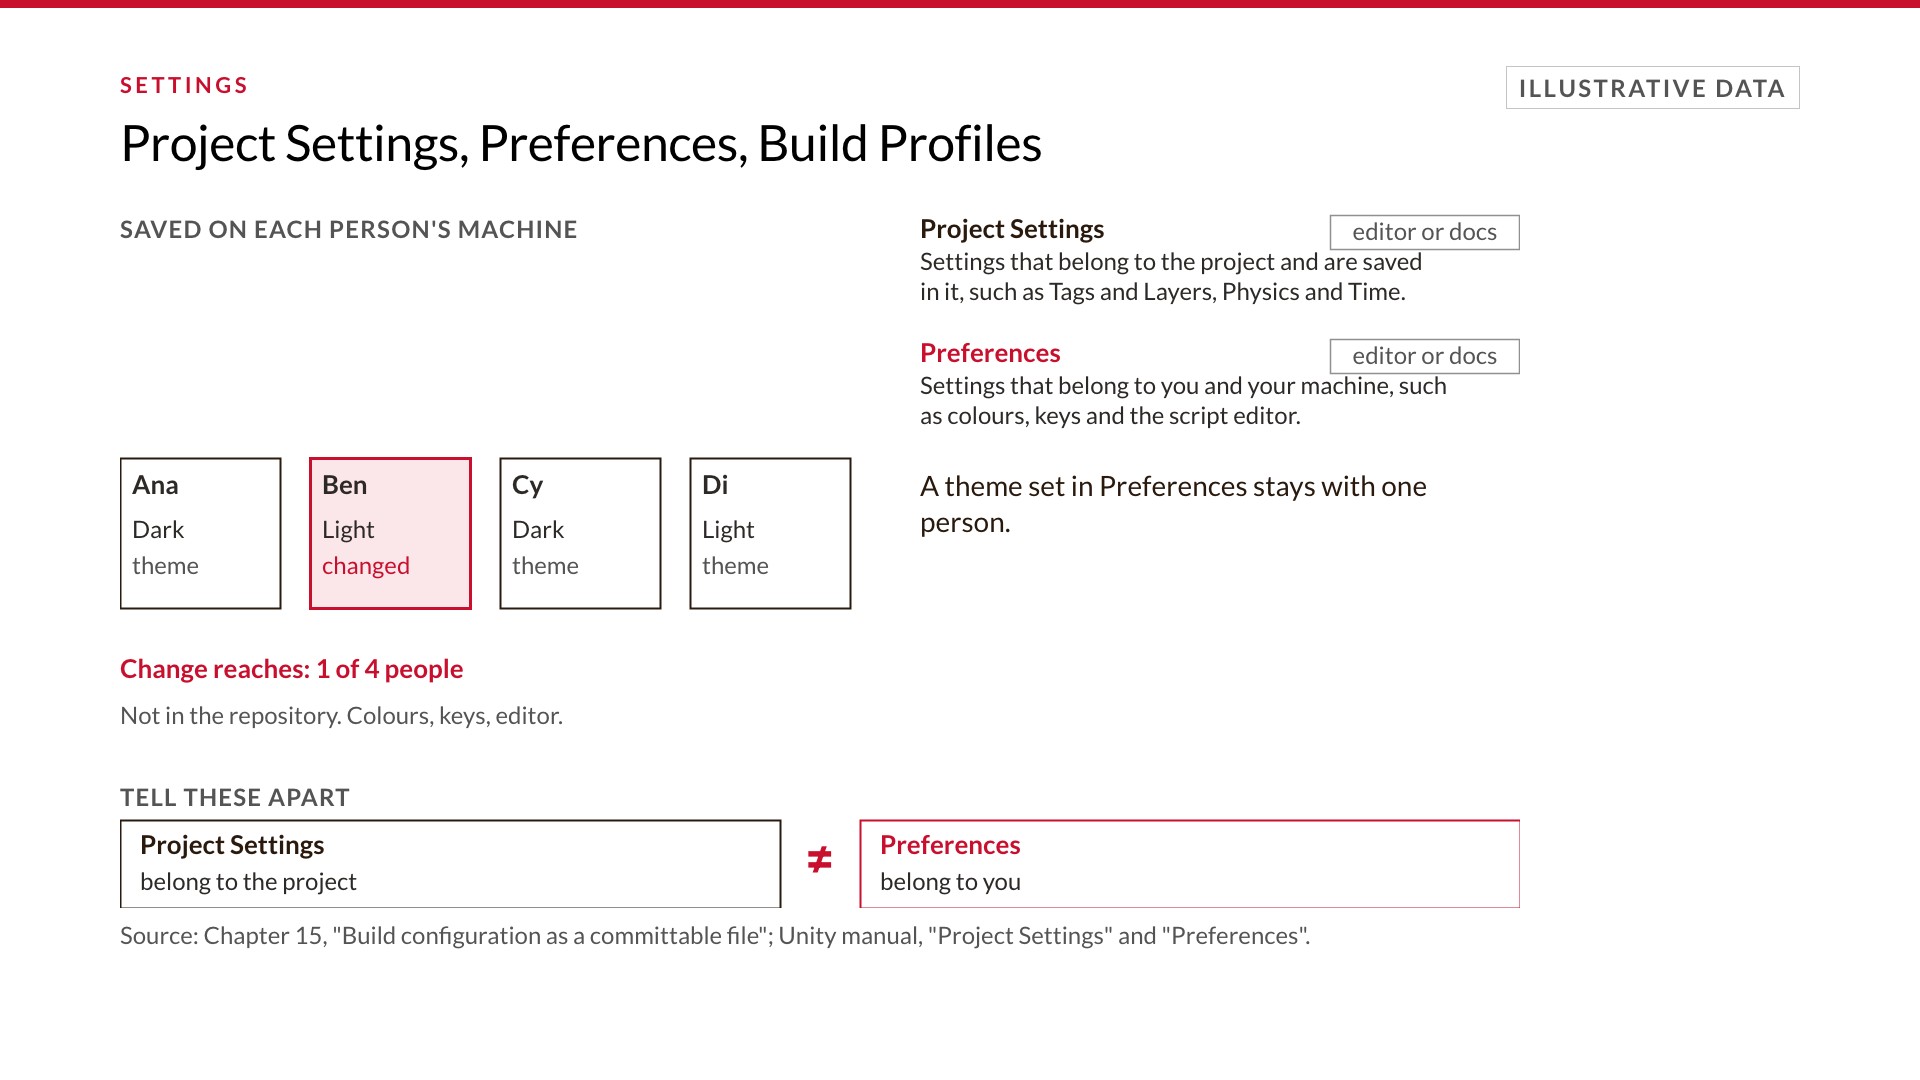 SETTINGS
ILLUSTRATIVE DATA
Project Settings, Preferences, Build Profiles
SAVED ON EACH PERSON'S MACHINE
Project Settings
editor or docs
Settings that belong to the project and are saved
in it, such as Tags and Layers, Physics and Time.
Preferences
editor or docs
Settings that belong to you and your machine, such
as colours, keys and the script editor.
Ana
Dark
theme
Ben
Light
changed
Cy
Dark
theme
Di
Light
theme
A theme set in Preferences stays with one
person.
Change reaches: 1 of 4 people
Not in the repository. Colours, keys, editor.
TELL THESE APART
Project Settings
belong to the project
≠
Preferences
belong to you
Source: Chapter 15, "Build configuration as a committable file"; Unity manual, "Project Settings" and "Preferences".